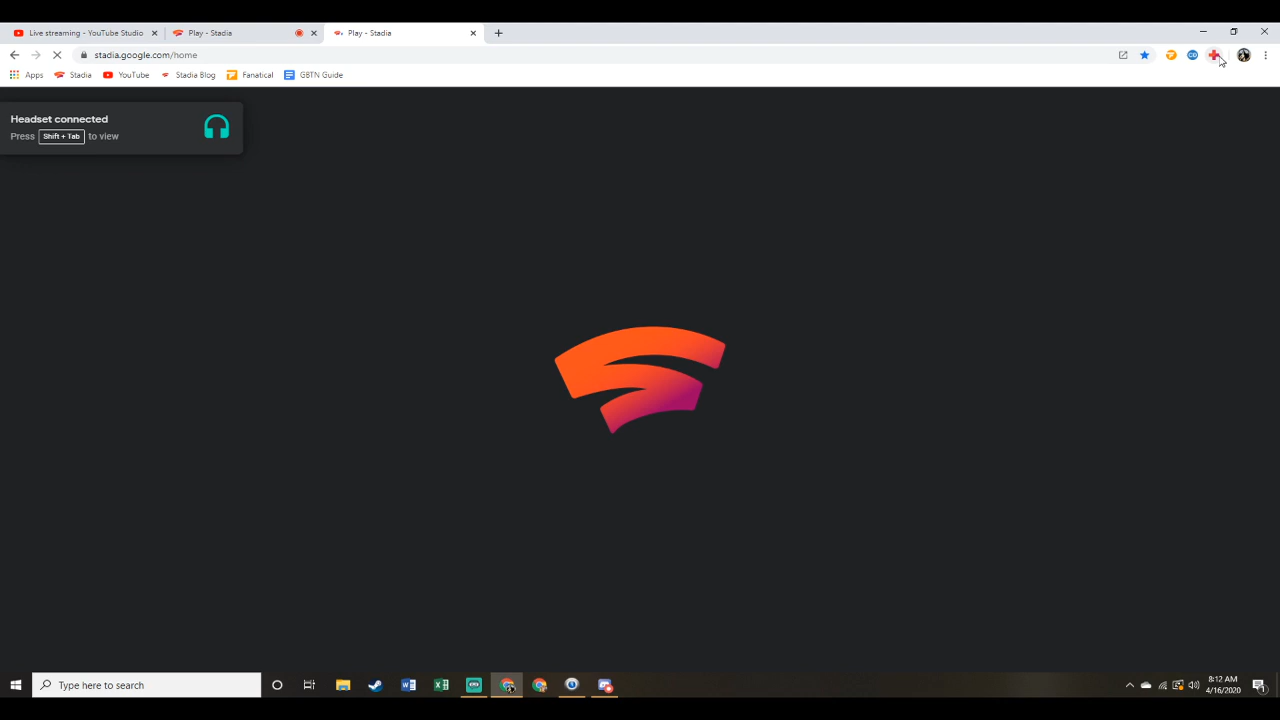 Live streaming - YouTube Studio
Play - Stadia
Play - Stadia
stadia.google.com/home
Apps
Stadia
YouTube
Stadia Blog
Fanatical
GBTN Guide
Headset connected
Press Shift + Tab to view
Type here to search
8:12 AM
4/16/2020